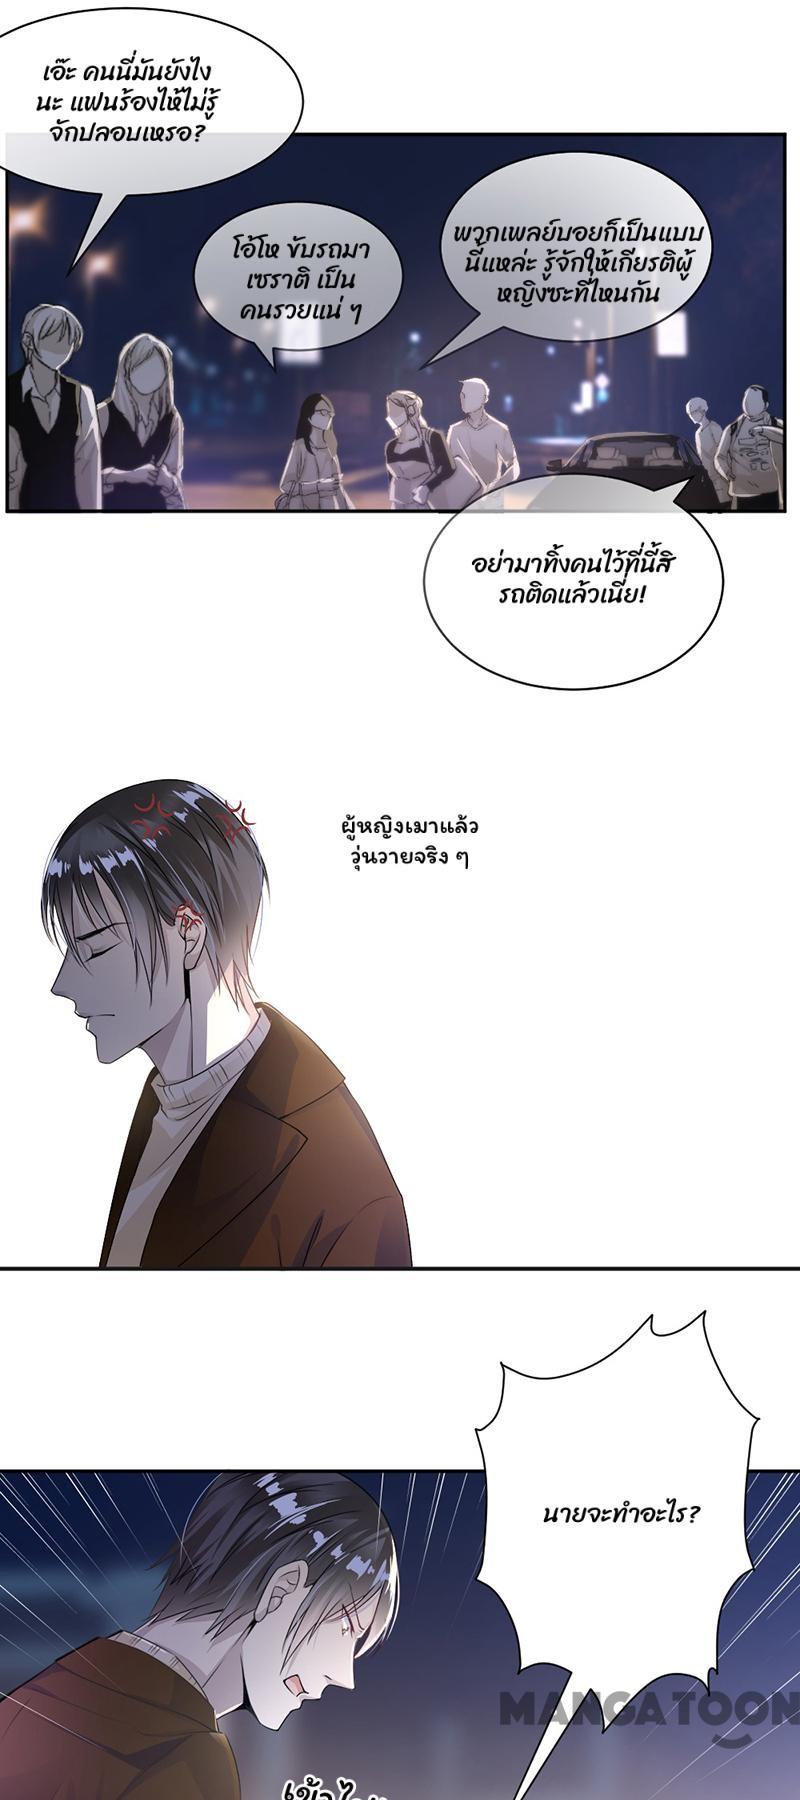 เอ๊ะ คนนี่มันยังไง
นะ แฟนร้องไห้ไม่รู้
จักปลอบเหรอ?
โอ้โห ขับรถมา
เซราติ เป็น
คนรวยแน่ ๆ
พวกเพลย์บอยก็เป็นแบบ
นี้แหล่ะ รู้จักให้เกียรติผู้
หญิงซะที่ไหนกัน
อย่ามาทิ้งคนไว้ที่นี้สิ
รถติดแล้วเนี่ย!
ผู้หญิงเมาแล้ว
วุ่นวายจริง ๆ
นายจะทำอะไร?
MANGATOON